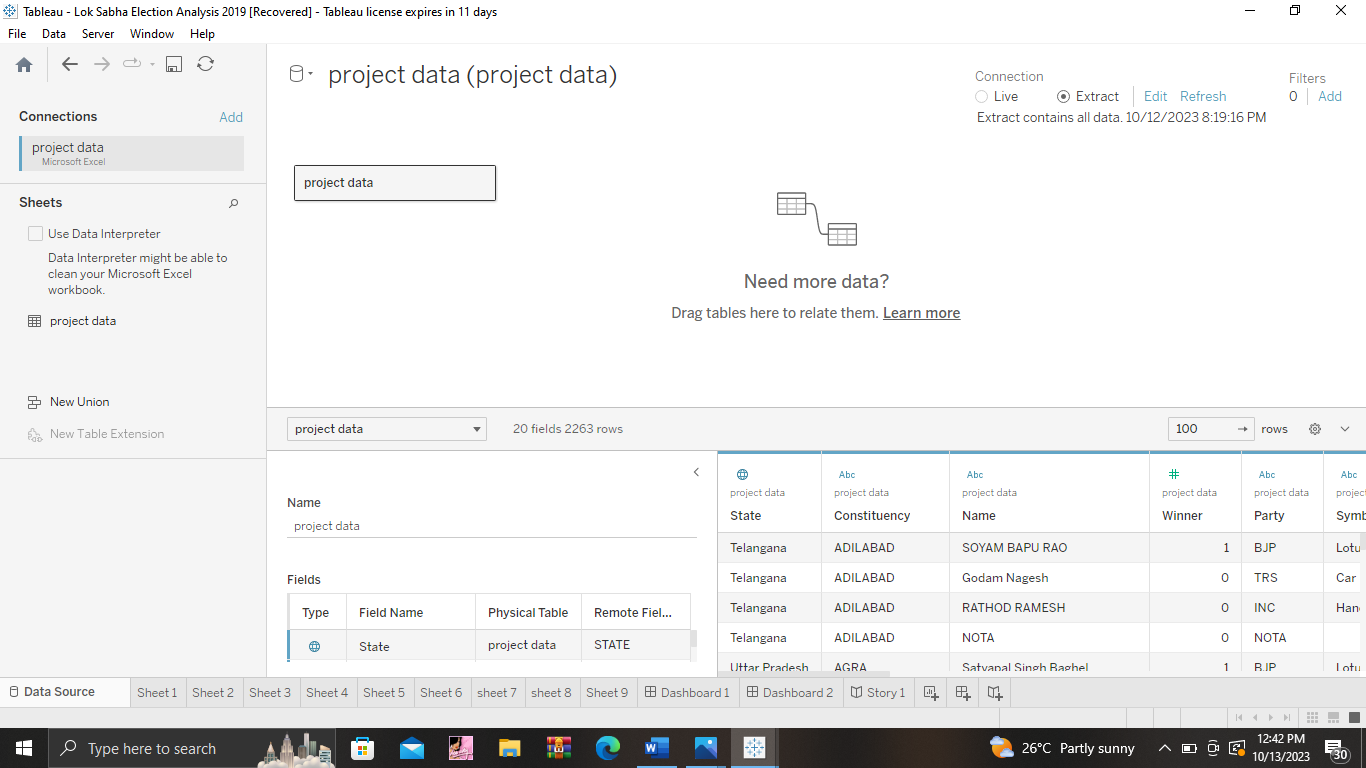 Tableau - Lok Sabha Election Analysis 2019 [Recovered] - Tableau license expires in 11 days
File Data Server Window Help
project data (project data)
Connection
Filters
Live Extract Edit Refresh 0 Add
Extract contains all data. 10/12/2023 8:19:16 PM
Connections Add
project data
Microsoft Excel
Sheets
Use Data Interpreter
Data Interpreter might be able to
clean your Microsoft Excel
workbook.
project data
New Union
New Table Extension
project data
Need more data?
Drag tables here to relate them. Learn more
project data 20 fields 2263 rows 100 rows
Name
project data
Fields
Type Field Name Physical Table Remote Fiel...
State project data STATE
Abc Abc # Abc Abc
project data project data project data project data project data projec
State Constituency Name Winner Party Symb
Telangana ADILABAD SOYAM BAPU RAO 1 BJP Lotu
Telangana ADILABAD Godam Nagesh 0 TRS Car
Telangana ADILABAD RATHOD RAMESH 0 INC Han
Telangana ADILABAD NOTA 0 NOTA
Uttar Pradesh AGRA Satyapal Singh Baghel 1 BJP Lotu
Data Source Sheet 1 Sheet 2 Sheet 3 Sheet 4 Sheet 5 Sheet 6 sheet 7 sheet 8 Sheet 9 Dashboard 1 Dashboard 2 Story 1
Type here to search
26°C Partly sunny
12:42 PM
10/13/2023
30